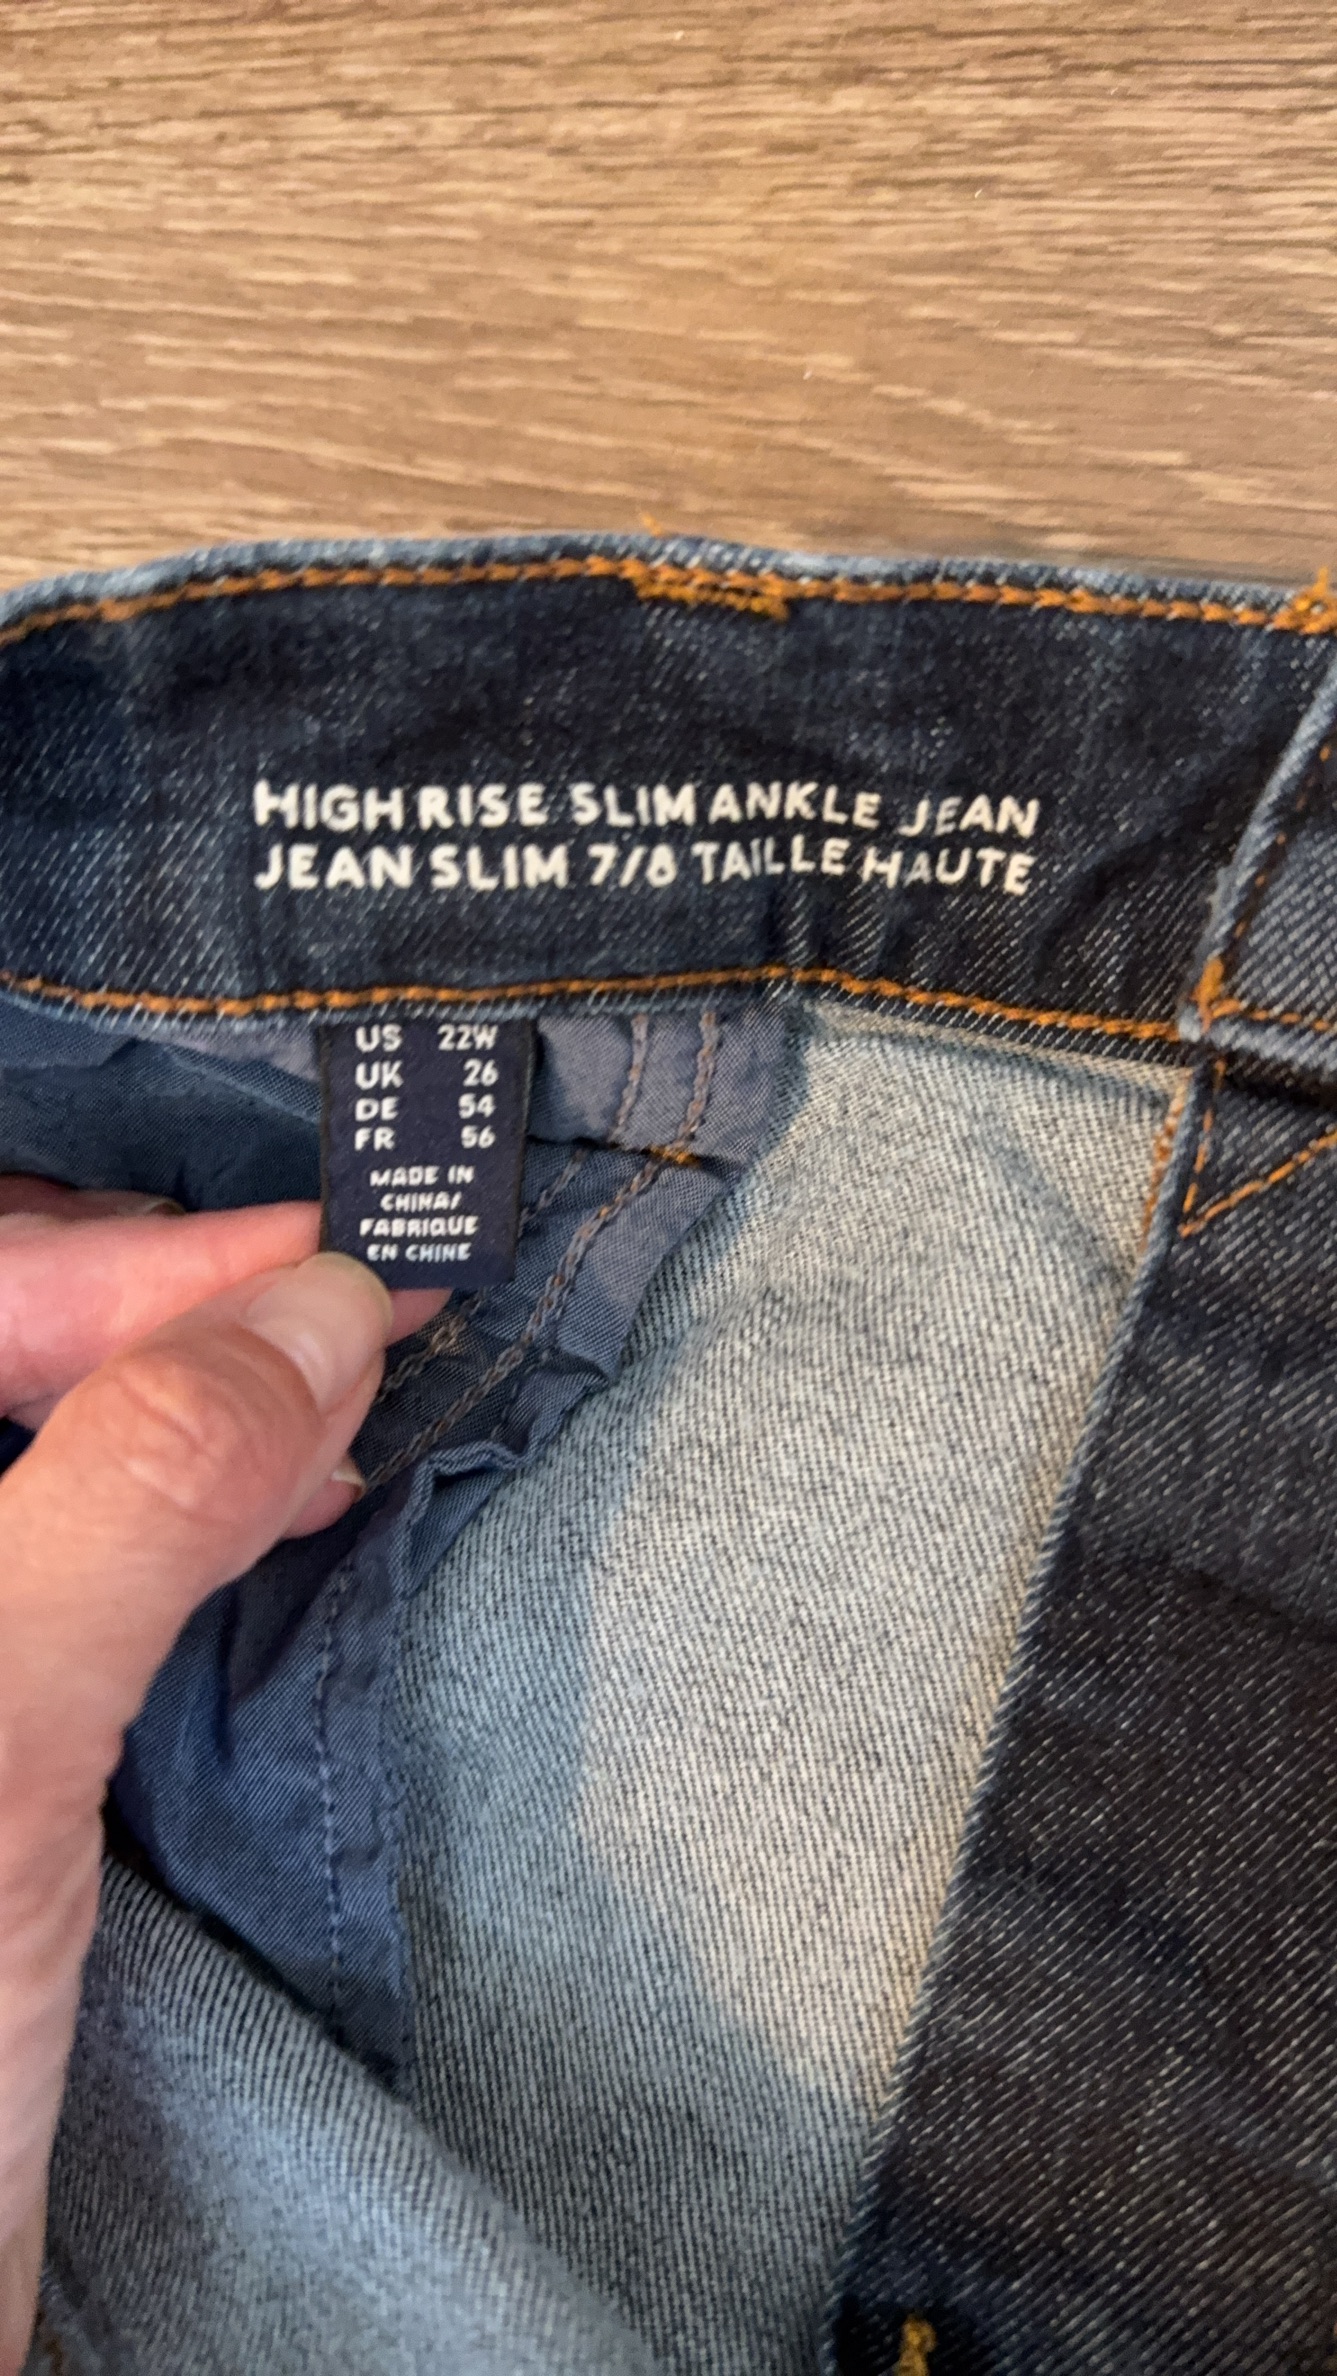 HIGH RISE SLIM ANKLE JEAN
JEAN SLIM 7/8 TAILLE HAUTE
US 22W
UK 26
DE 54
FR 56
MADE IN
CHINA/
FABRIQUE
EN CHINE